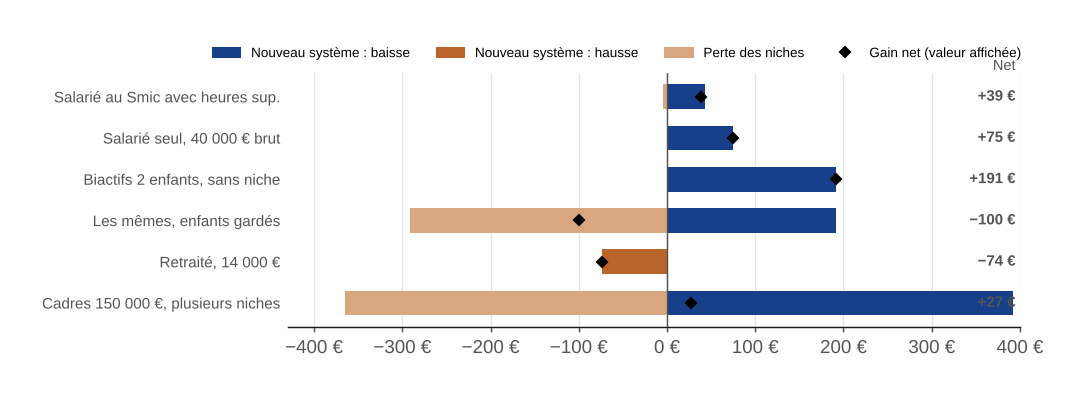 Nouveau système : baisse Nouveau système : hausse Perte des niches Gain net (valeur affichée)
Net
Salarié au Smic avec heures sup. +39 €
Salarié seul, 40 000 € brut +75 €
Biactifs 2 enfants, sans niche +191 €
Les mêmes, enfants gardés −100 €
Retraité, 14 000 € −74 €
Cadres 150 000 €, plusieurs niches +27 €
−400 € −300 € −200 € −100 € 0 € 100 € 200 € 300 € 400 €